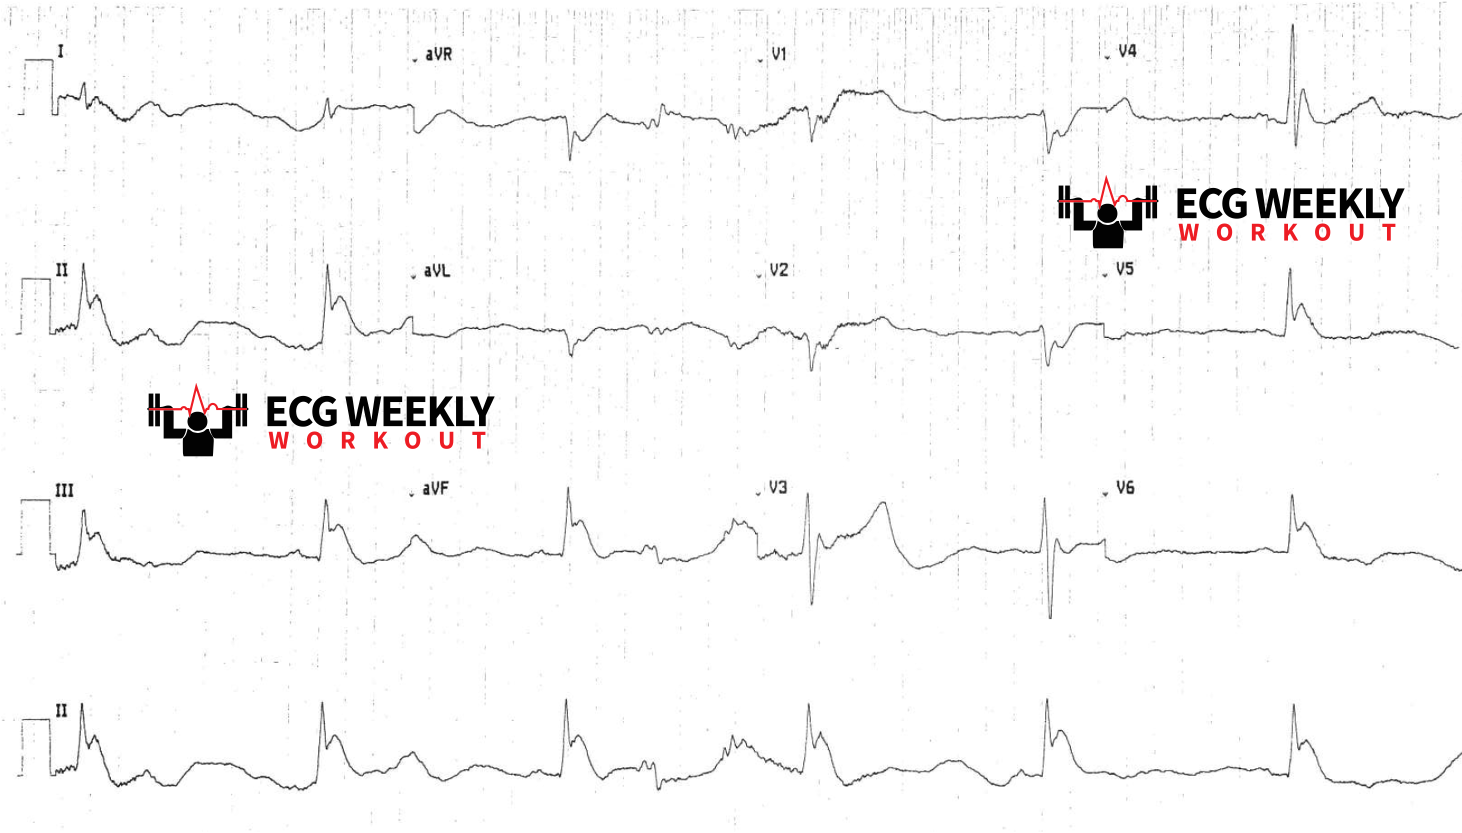 I aVR V1 V4
ECG WEEKLY
WORKOUT
II aVL V2 V5
ECG WEEKLY
WORKOUT
III aVF V3 V6
II